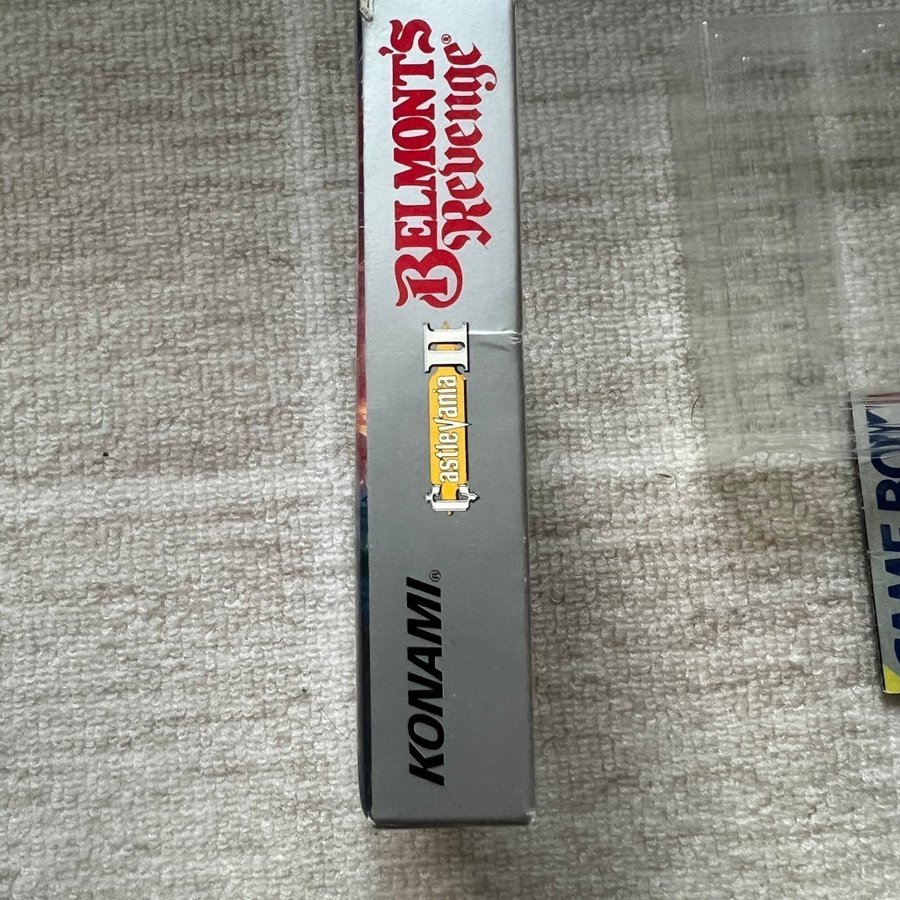 KONAMI®
Castlevania II
BELMONT'S
Revenge®
GAME BOY